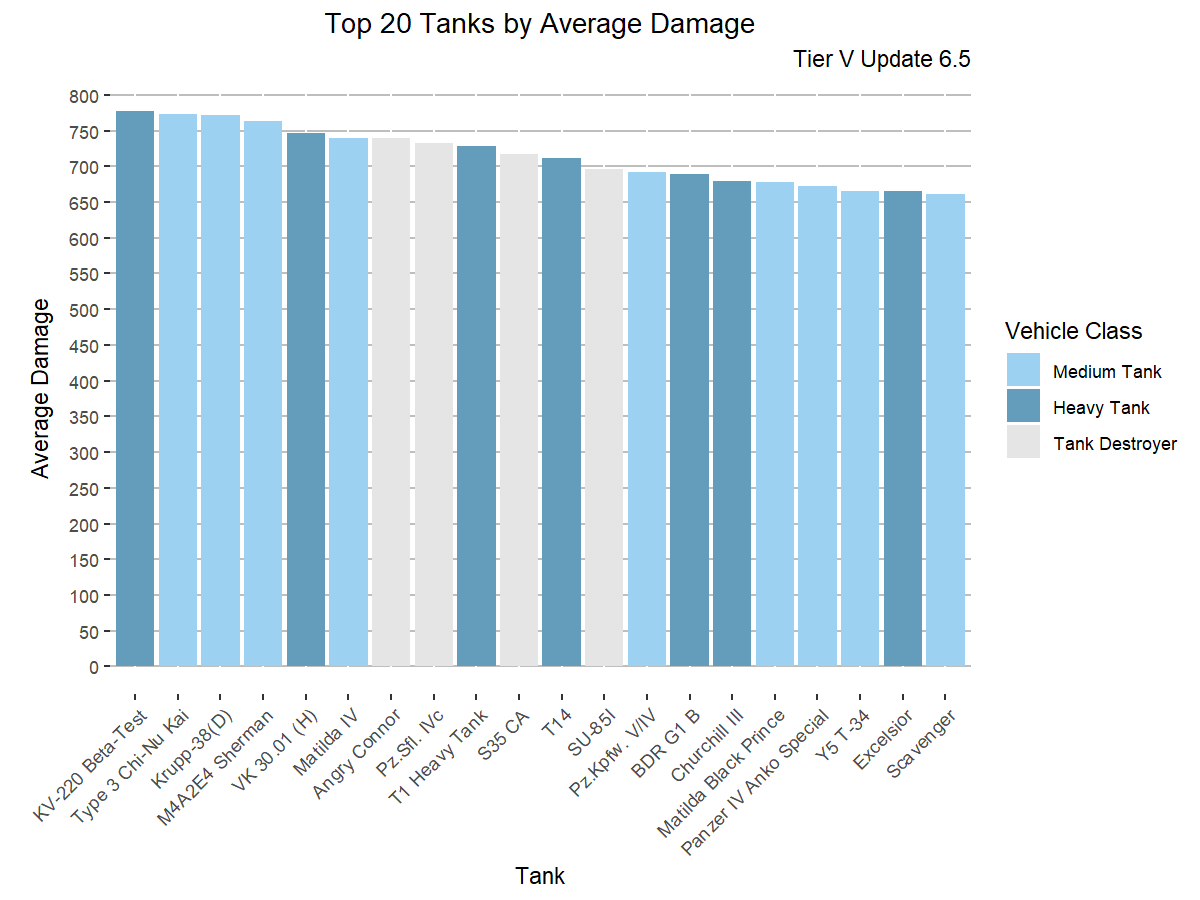 Top 20 Tanks by Average Damage
Tier V Update 6.5
Average Damage
800
750
700
650
600
550
500
450
400
350
300
250
200
150
100
50
0
KV-220 Beta-Test
Type 3 Chi-Nu Kai
Krupp-38(D)
M4A2E4 Sherman
VK 30.01 (H)
Matilda IV
Angry Connor
Pz.Sfl. IVc
T1 Heavy Tank
S35 CA
T14
SU-85I
Pz.Kpfw. V/IV
BDR G1 B
Churchill III
Matilda Black Prince
Panzer IV Anko Special
Y5 T-34
Excelsior
Scavenger
Tank
Vehicle Class
Medium Tank
Heavy Tank
Tank Destroyer